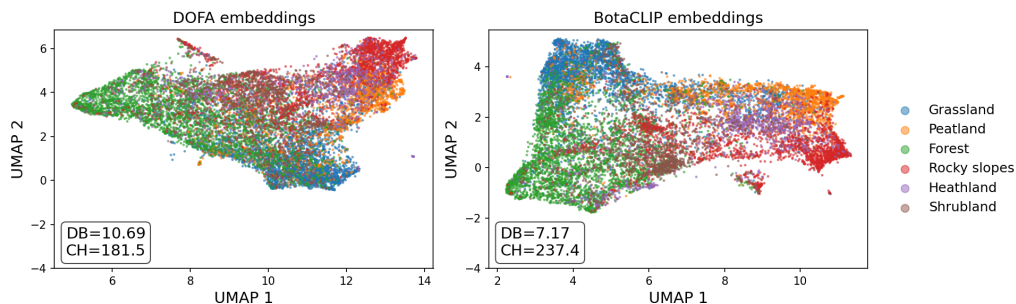 DOFA embeddings
UMAP 2
6
4
2
0
−2
−4
DB=10.69
CH=181.5
6
8
10
12
14
UMAP 1
BotaCLIP embeddings
UMAP 2
4
2
0
−2
−4
DB=7.17
CH=237.4
2
4
6
8
10
UMAP 1
Grassland
Peatland
Forest
Rocky slopes
Heathland
Shrubland